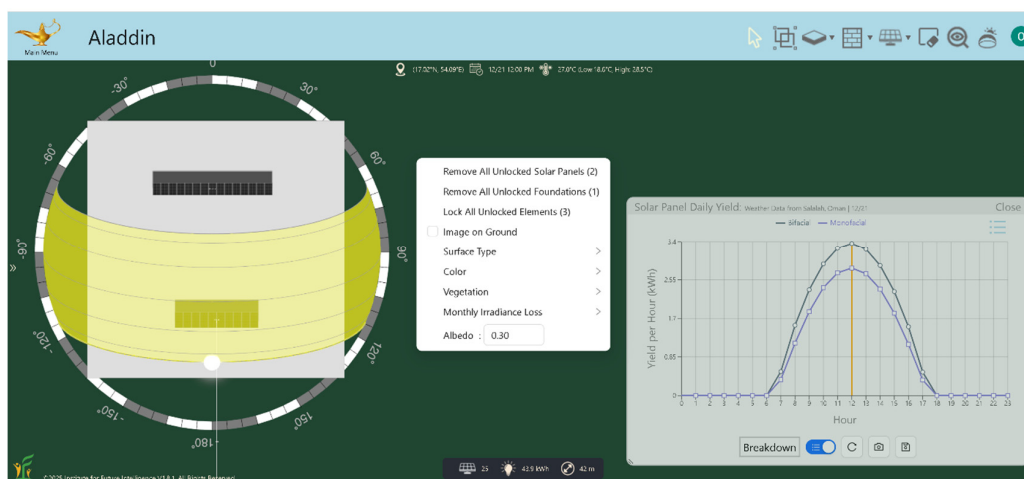 Main Menu
Aladdin
(17.02°N, 54.09°E) 12/21 12:00 PM 27.0°C (Low: 18.6°C, High: 28.5°C)
0
-30°
30°
-60°
60°
-90°
90°
-120°
120°
-150°
150°
-180°
«
Remove All Unlocked Solar Panels (2)
Remove All Unlocked Foundations (1)
Lock All Unlocked Elements (3)
Image on Ground
Surface Type >
Color >
Vegetation >
Monthly Irradiance Loss >
Albedo : 0.30
Solar Panel Daily Yield: Weather Data from Salalah, Oman | 12/21 Close
Bifacial Monofacial
3.4
2.55
1.7
0.85
0
Yield per Hour (kWh)
0 1 2 3 4 5 6 7 8 9 10 11 12 13 14 15 16 17 18 19 20 21 22 23
Hour
Breakdown
25 43.9 kWh 42 m
©2025 Institute for Future Intelligence V1.8.1. All Rights Reserved